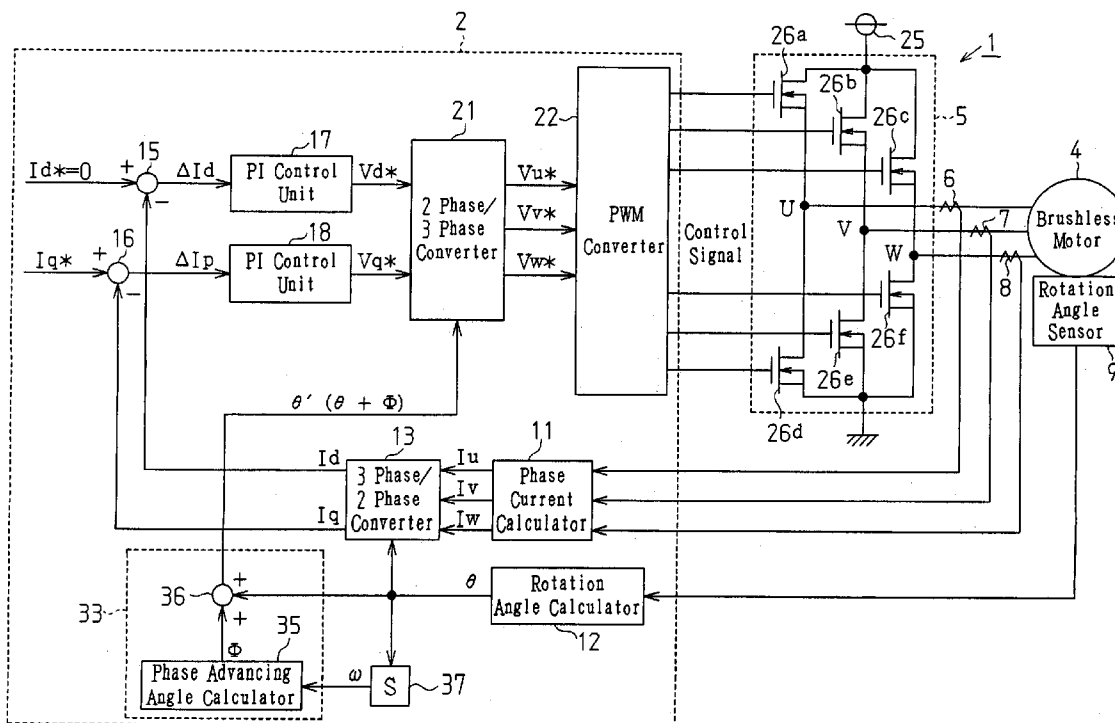 2
26a
25
1
26b
21
22
26c
5
4
17
Id*=0
+
15
ΔId
PI Control
Unit
Vd*
Vu*
6
−
2 Phase/
3 Phase
Converter
Vv*
PWM
Converter
Control
Signal
U
7
Brushless
Motor
V
18
Iq*
+
16
ΔIp
PI Control
Unit
Vq*
Vw*
W
8
−
Rotation
Angle
Sensor
26f
9
26e
θ′ (θ + Φ)
26d
13
11
Id
3 Phase/
2 Phase
Converter
Iu
Phase
Current
Calculator
Iv
Iq
Iw
36
+
θ
Rotation
Angle Calculator
33
+
12
Φ
35
Phase Advancing
Angle Calculator
ω
S
37